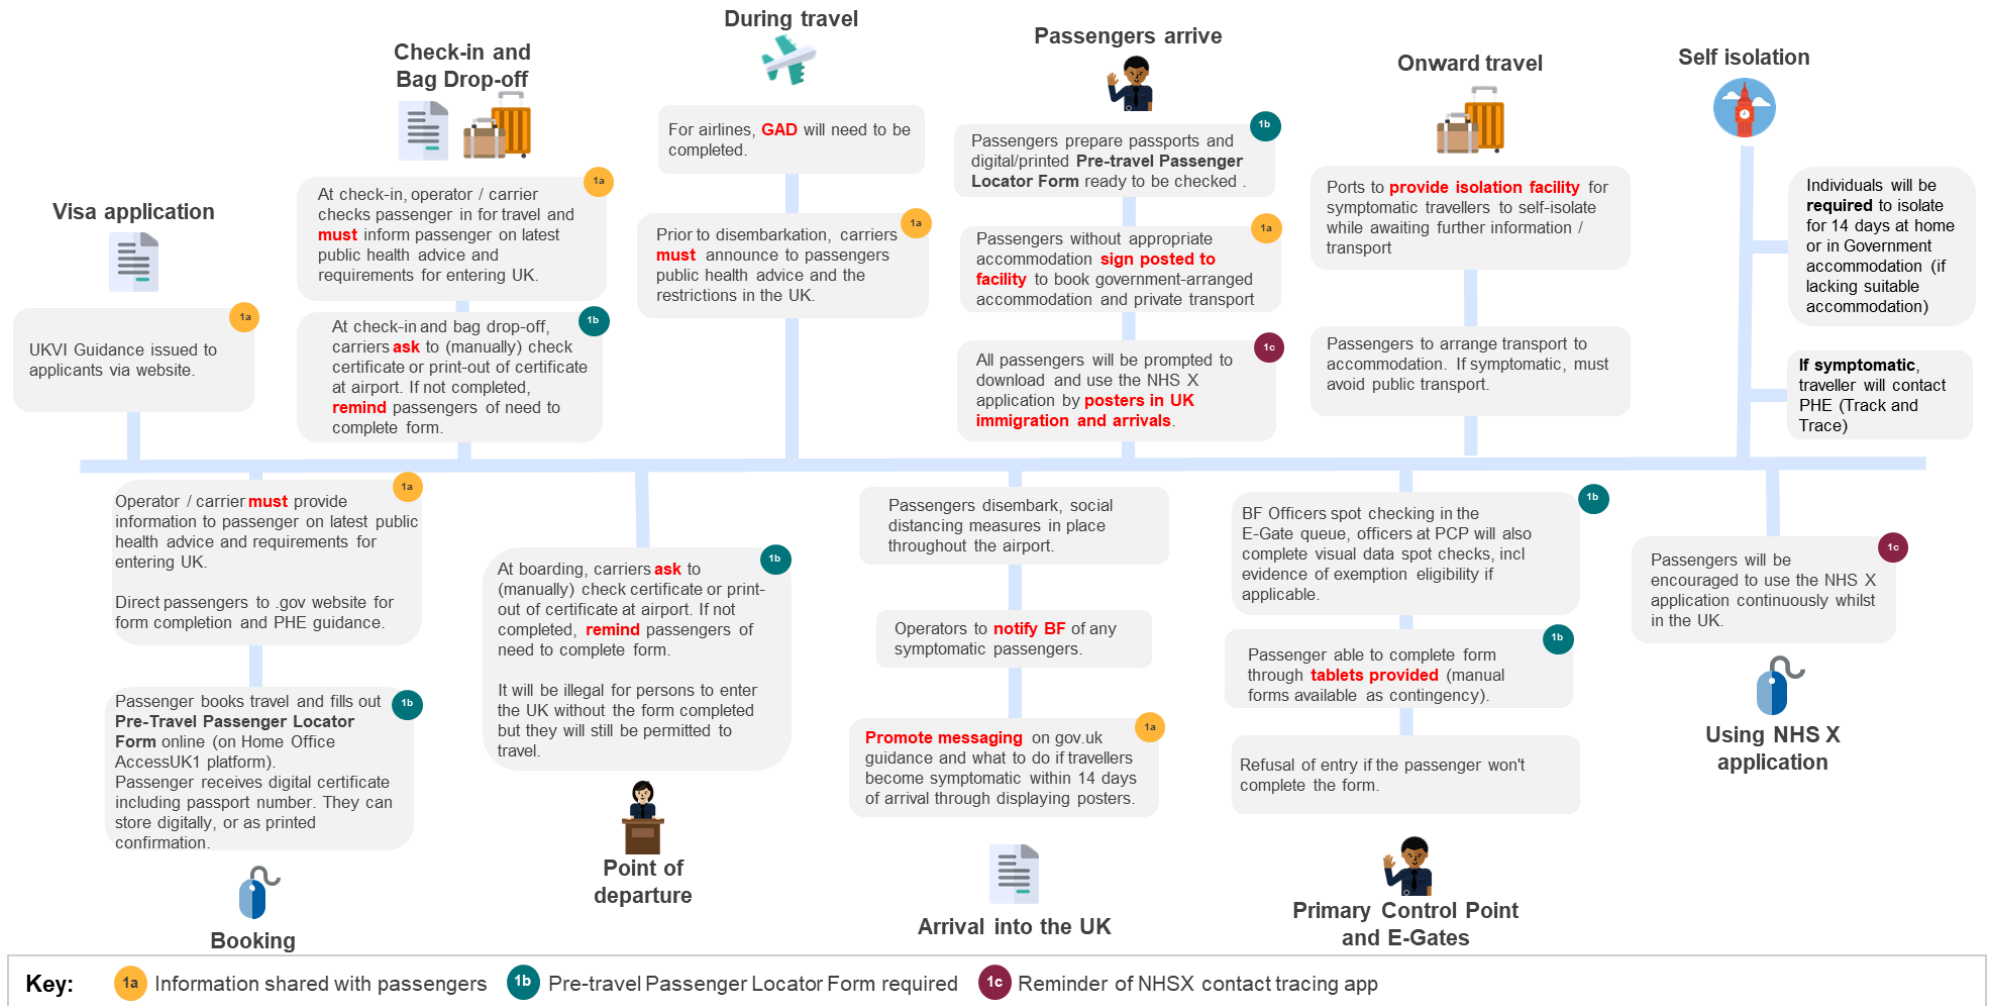 Visa application
UKVI Guidance issued to
applicants via website.
1a
Operator / carrier must provide
information to passenger on latest public
health advice and requirements for
entering UK.
Direct passengers to .gov website for
form completion and PHE guidance.
1a
Passenger books travel and fills out
Pre-Travel Passenger Locator
Form online (on Home Office
AccessUK1 platform).
Passenger receives digital certificate
including passport number. They can
store digitally, or as printed
confirmation.
1b
Booking
Check-in and
Bag Drop-off
At check-in, operator / carrier
checks passenger in for travel and
must inform passenger on latest
public health advice and
requirements for entering UK.
1a
At check-in and bag drop-off,
carriers ask to (manually) check
certificate or print-out of certificate
at airport. If not completed,
remind passengers of need to
complete form.
1b
At boarding, carriers ask to
(manually) check certificate or print-
out of certificate at airport. If not
completed, remind passengers of
need to complete form.
It will be illegal for persons to enter
the UK without the form completed
but they will still be permitted to
travel.
1b
Point of
departure
During travel
For airlines, GAD will need to be
completed.
Prior to disembarkation, carriers
must announce to passengers
public health advice and the
restrictions in the UK.
1a
Passengers disembark, social
distancing measures in place
throughout the airport.
Operators to notify BF of any
symptomatic passengers.
Promote messaging on gov.uk
guidance and what to do if travellers
become symptomatic within 14 days
of arrival through displaying posters.
1a
Arrival into the UK
Passengers arrive
Passengers prepare passports and
digital/printed Pre-travel Passenger
Locator Form ready to be checked .
1b
Passengers without appropriate
accommodation sign posted to
facility to book government-arranged
accommodation and private transport
1a
All passengers will be prompted to
download and use the NHS X
application by posters in UK
immigration and arrivals.
1c
BF Officers spot checking in the
E-Gate queue, officers at PCP will also
complete visual data spot checks, incl
evidence of exemption eligibility if
applicable.
1b
Passenger able to complete form
through tablets provided (manual
forms available as contingency).
1b
Refusal of entry if the passenger won't
complete the form.
Primary Control Point
and E-Gates
Onward travel
Ports to provide isolation facility for
symptomatic travellers to self-isolate
while awaiting further information /
transport
Passengers to arrange transport to
accommodation. If symptomatic, must
avoid public transport.
Self isolation
Individuals will be
required to isolate
for 14 days at home
or in Government
accommodation (if
lacking suitable
accommodation)
If symptomatic,
traveller will contact
PHE (Track and
Trace)
Passengers will be
encouraged to use the NHS X
application continuously whilst
in the UK.
1c
Using NHS X
application
Key:
1a Information shared with passengers
1b Pre-travel Passenger Locator Form required
1c Reminder of NHSX contact tracing app